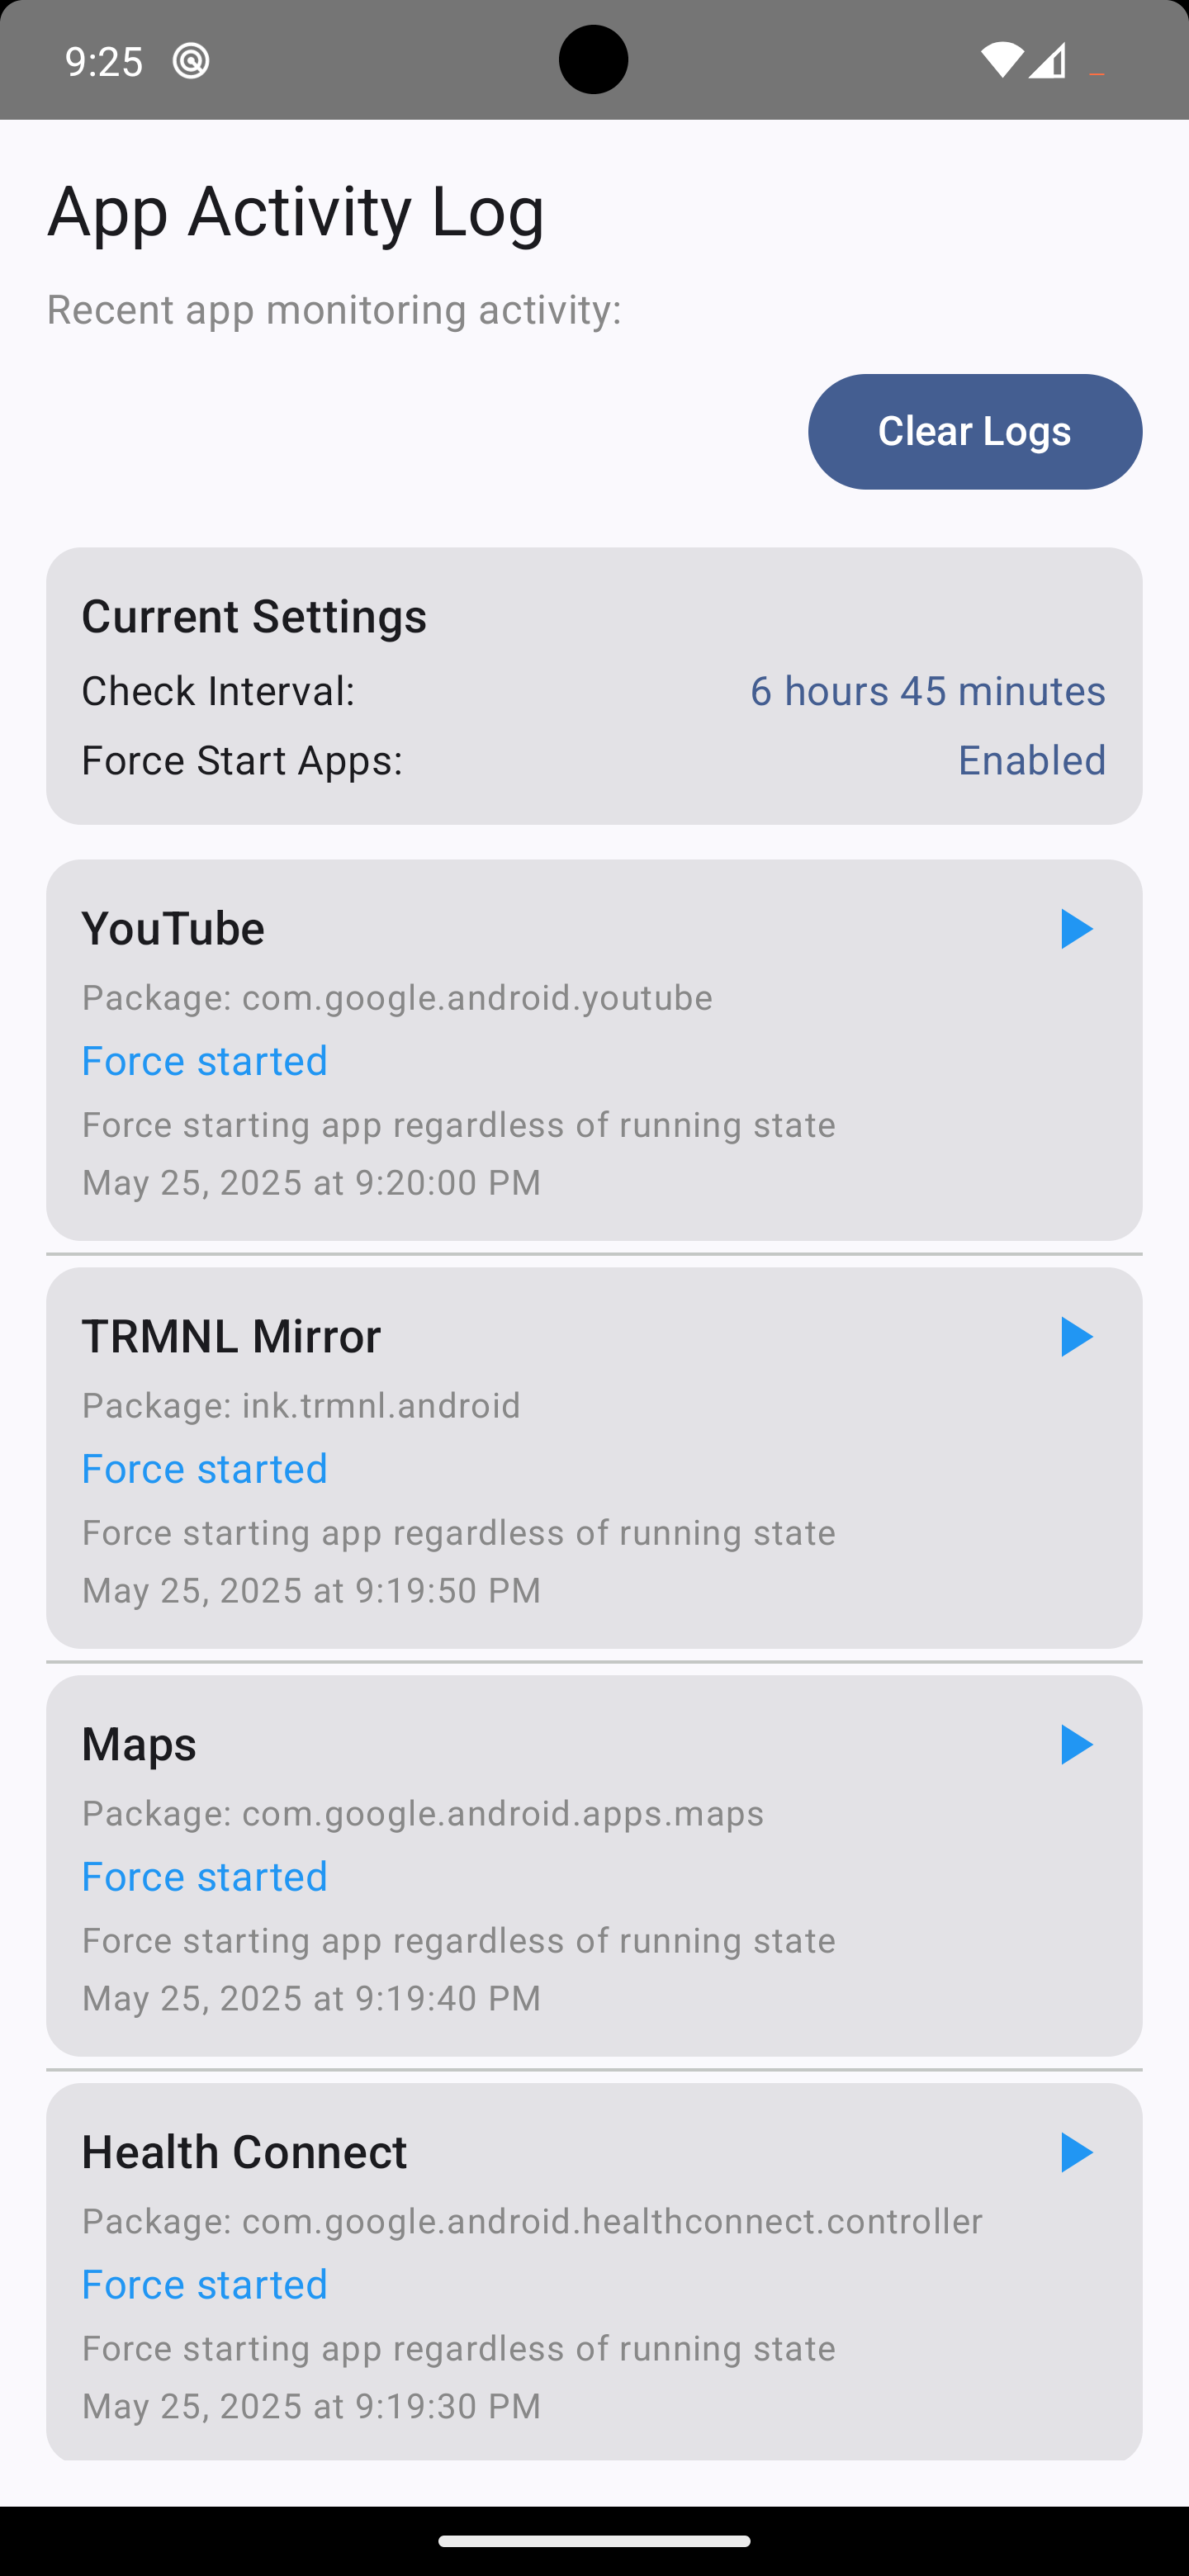 9:25
App Activity Log
Recent app monitoring activity:
Clear Logs
Current Settings
Check Interval: 6 hours 45 minutes
Force Start Apps: Enabled
YouTube
Package: com.google.android.youtube
Force started
Force starting app regardless of running state
May 25, 2025 at 9:20:00 PM
TRMNL Mirror
Package: ink.trmnl.android
Force started
Force starting app regardless of running state
May 25, 2025 at 9:19:50 PM
Maps
Package: com.google.android.apps.maps
Force started
Force starting app regardless of running state
May 25, 2025 at 9:19:40 PM
Health Connect
Package: com.google.android.healthconnect.controller
Force started
Force starting app regardless of running state
May 25, 2025 at 9:19:30 PM